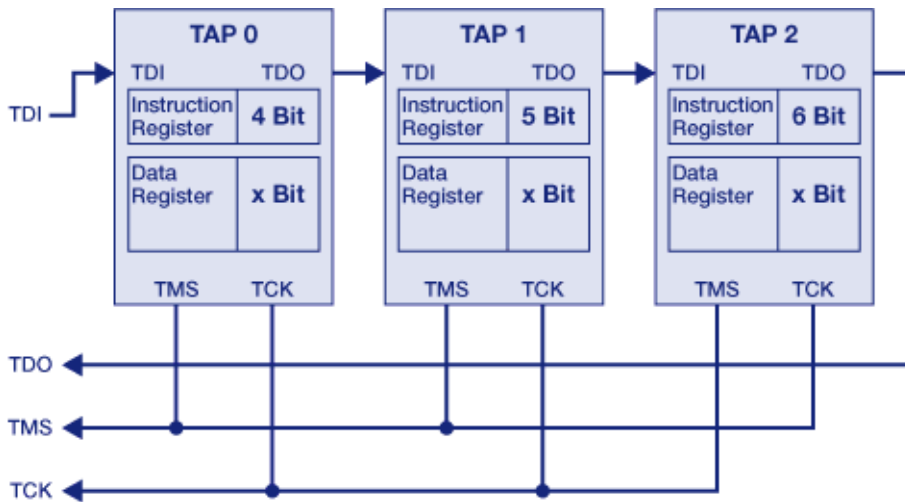 TAP 0
TAP 1
TAP 2
TDI
TDI TDO
TDI TDO
TDI TDO
Instruction
Register
4 Bit
Instruction
Register
5 Bit
Instruction
Register
6 Bit
Data
Register
x Bit
Data
Register
x Bit
Data
Register
x Bit
TMS TCK
TMS TCK
TMS TCK
TDO
TMS
TCK